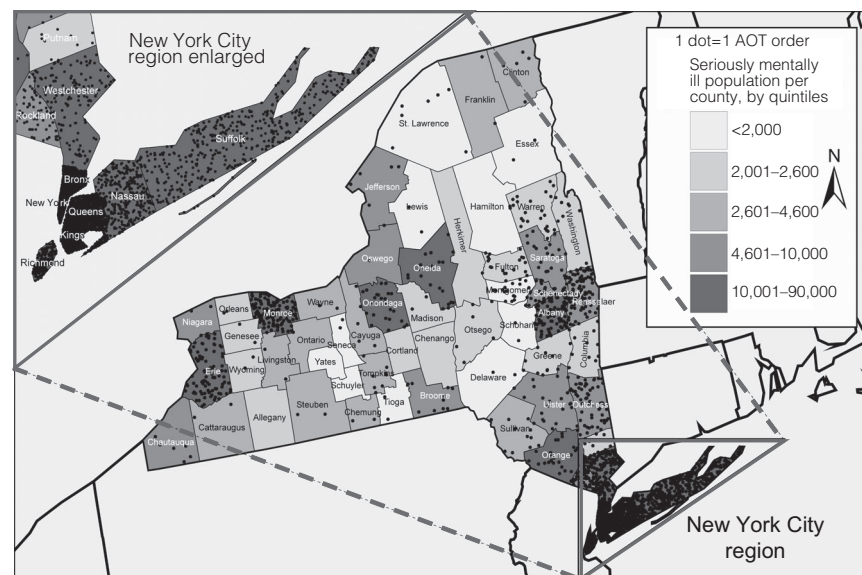 New York City
region enlarged
1 dot=1 AOT order
Seriously mentally
ill population per
county, by quintiles
<2,000
2,001–2,600
2,601–4,600
4,601–10,000
10,001–90,000
N
Putnam
Westchester
Rockland
Suffolk
Bronx
Nassau
New York
Queens
Kings
Richmond
Clinton
Franklin
St. Lawrence
Essex
Jefferson
Lewis
Hamilton
Warren
Washington
Herkimer
Oswego
Oneida
Saratoga
Fulton
Montgomery
Schenectady
Rensselaer
Albany
Niagara
Orleans
Monroe
Wayne
Onondaga
Madison
Otsego
Schoharie
Genesee
Ontario
Seneca
Cayuga
Erie
Wyoming
Livingston
Yates
Cortland
Chenango
Greene
Columbia
Tompkins
Schuyler
Delaware
Chautauqua
Cattaraugus
Allegany
Steuben
Chemung
Tioga
Broome
Ulster
Dutchess
Sullivan
Orange
New York City
region